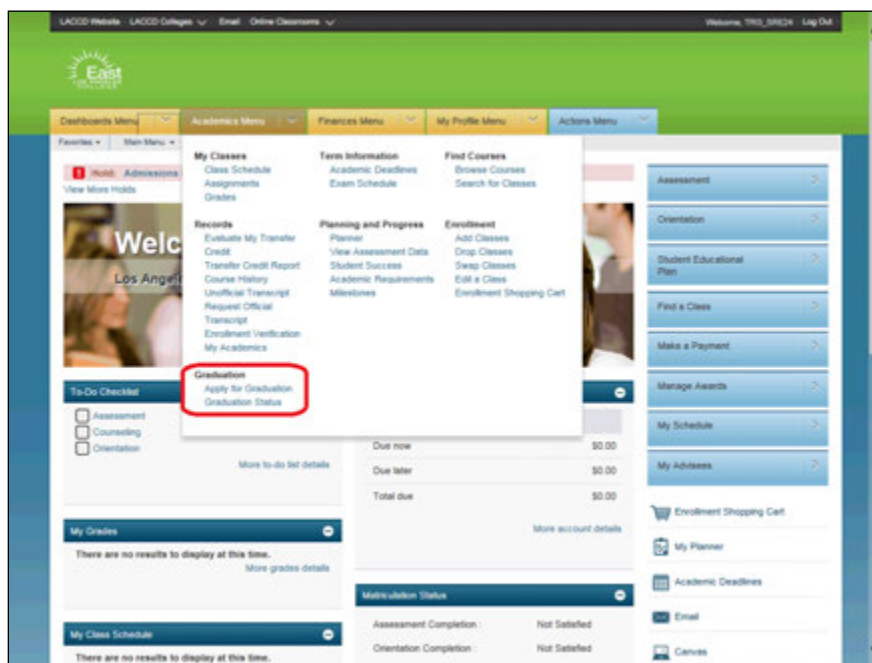 LACCD Website LACCD Colleges Email Online Classrooms Welcome, TRG_SRE24 Log Out
East
LOS ANGELES COLLEGE
Dashboards Menu Academics Menu Finances Menu My Profile Menu Actions Menu
Favorites Main Menu
Hold: Admissions
View More Holds
Welc
Los Angel
My Classes
Class Schedule
Assignments
Grades
Term Information
Academic Deadlines
Exam Schedule
Find Courses
Browse Courses
Search for Classes
Records
Evaluate My Transfer
Credit
Transfer Credit Report
Course History
Unofficial Transcript
Request Official
Transcript
Enrollment Verification
My Academics
Planning and Progress
Planner
View Assessment Data
Student Success
Academic Requirements
Milestones
Enrollment
Add Classes
Drop Classes
Swap Classes
Edit a Class
Enrollment Shopping Cart
Graduation
Apply for Graduation
Graduation Status
To-Do Checklist
Assessment
Counseling
Orientation
More to-do list details
My Grades
There are no results to display at this time.
More grades details
My Class Schedule
There are no results to display at this time.
Due now $0.00
Due later $0.00
Total due $0.00
More account details
Matriculation Status
Assessment Completion : Not Satisfied
Orientation Completion : Not Satisfied
Assessment
Orientation
Student Educational
Plan
Find a Class
Make a Payment
Manage Awards
My Schedule
My Advisees
Enrollment Shopping Cart
My Planner
Academic Deadlines
Email
Canvas